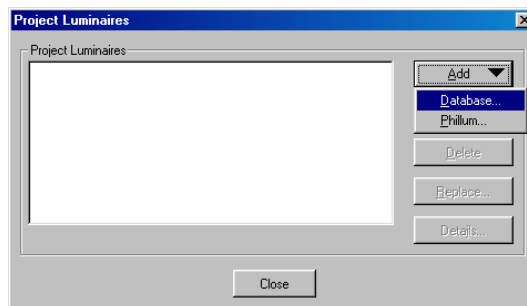 Project Luminaires
Project Luminaires
Add
Database...
Phillum...
Delete
Replace...
Details...
Close